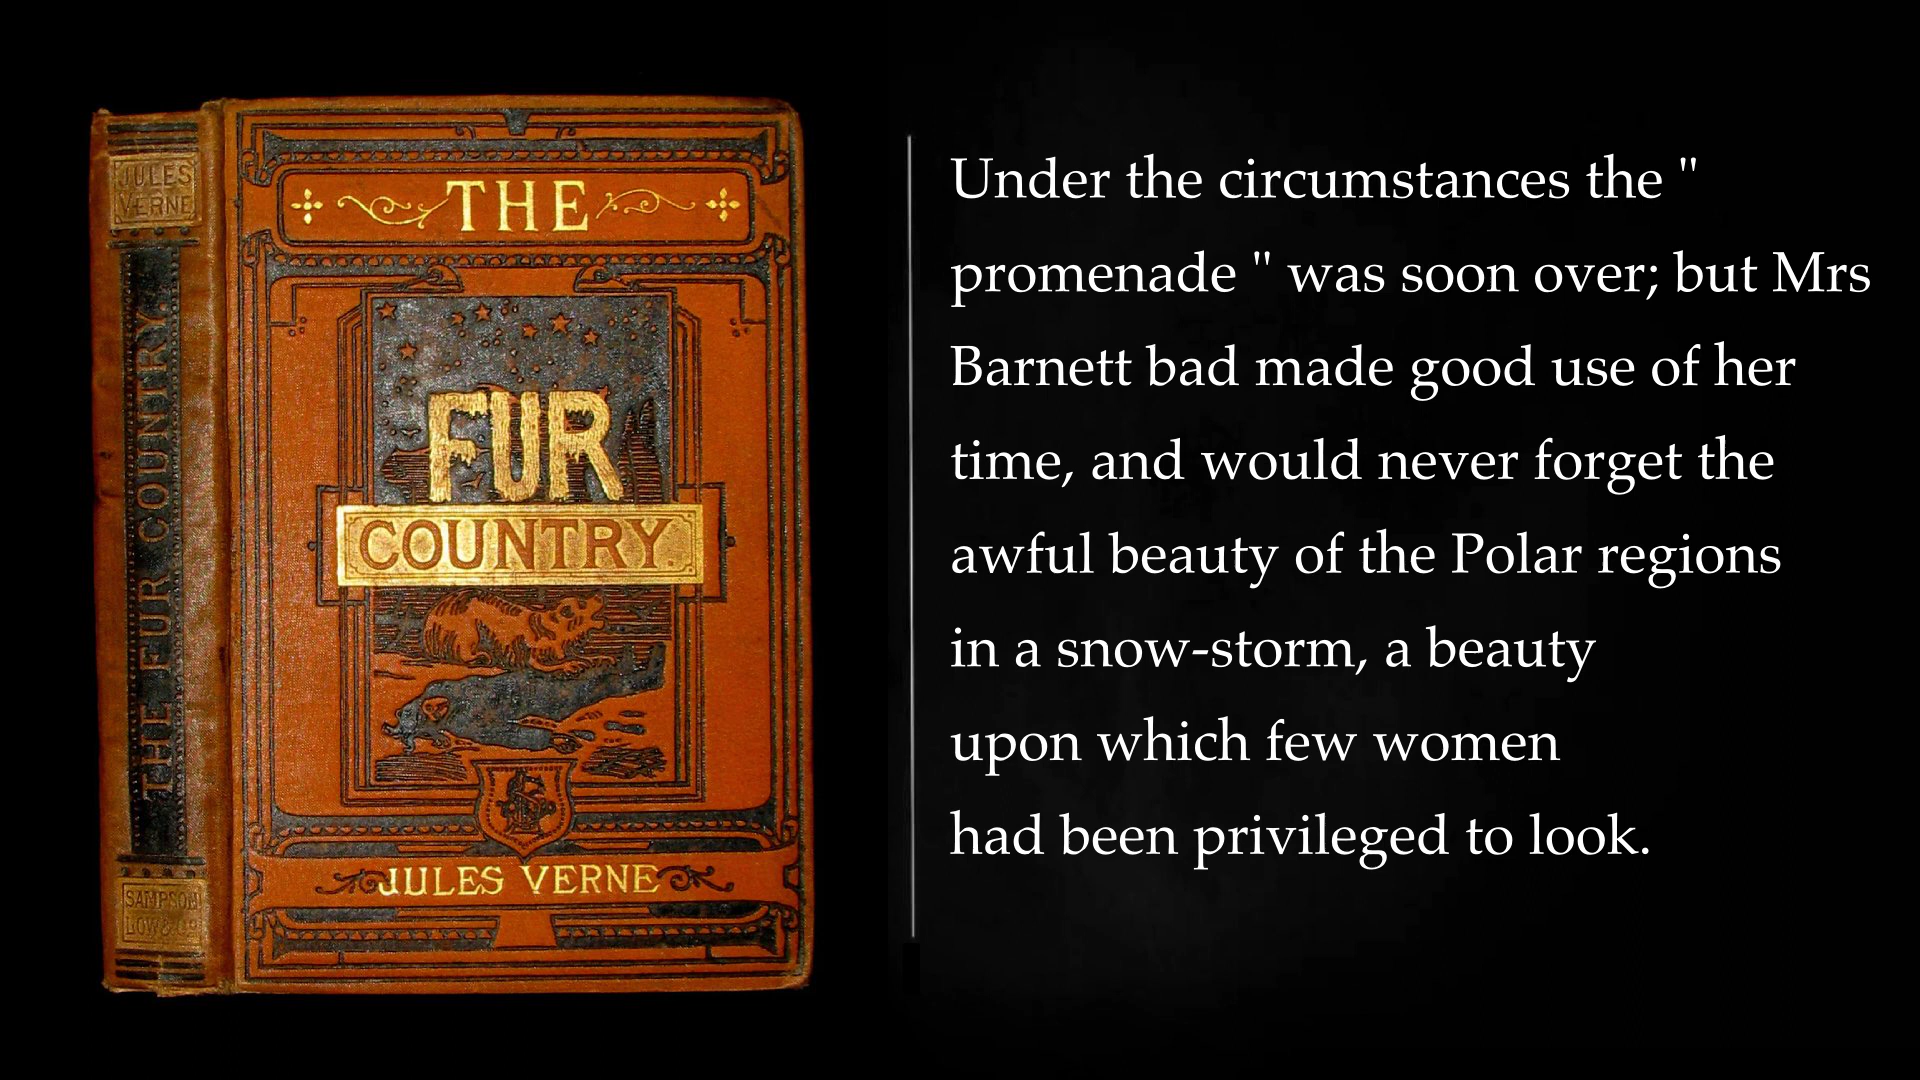 JULES
VERNE
THE FUR COUNTRY.
SAMPSON
LOW & Co
THE
FUR
COUNTRY.
JULES VERNE
Under the circumstances the "
promenade " was soon over; but Mrs
Barnett bad made good use of her
time, and would never forget the
awful beauty of the Polar regions
in a snow-storm, a beauty
upon which few women
had been privileged to look.